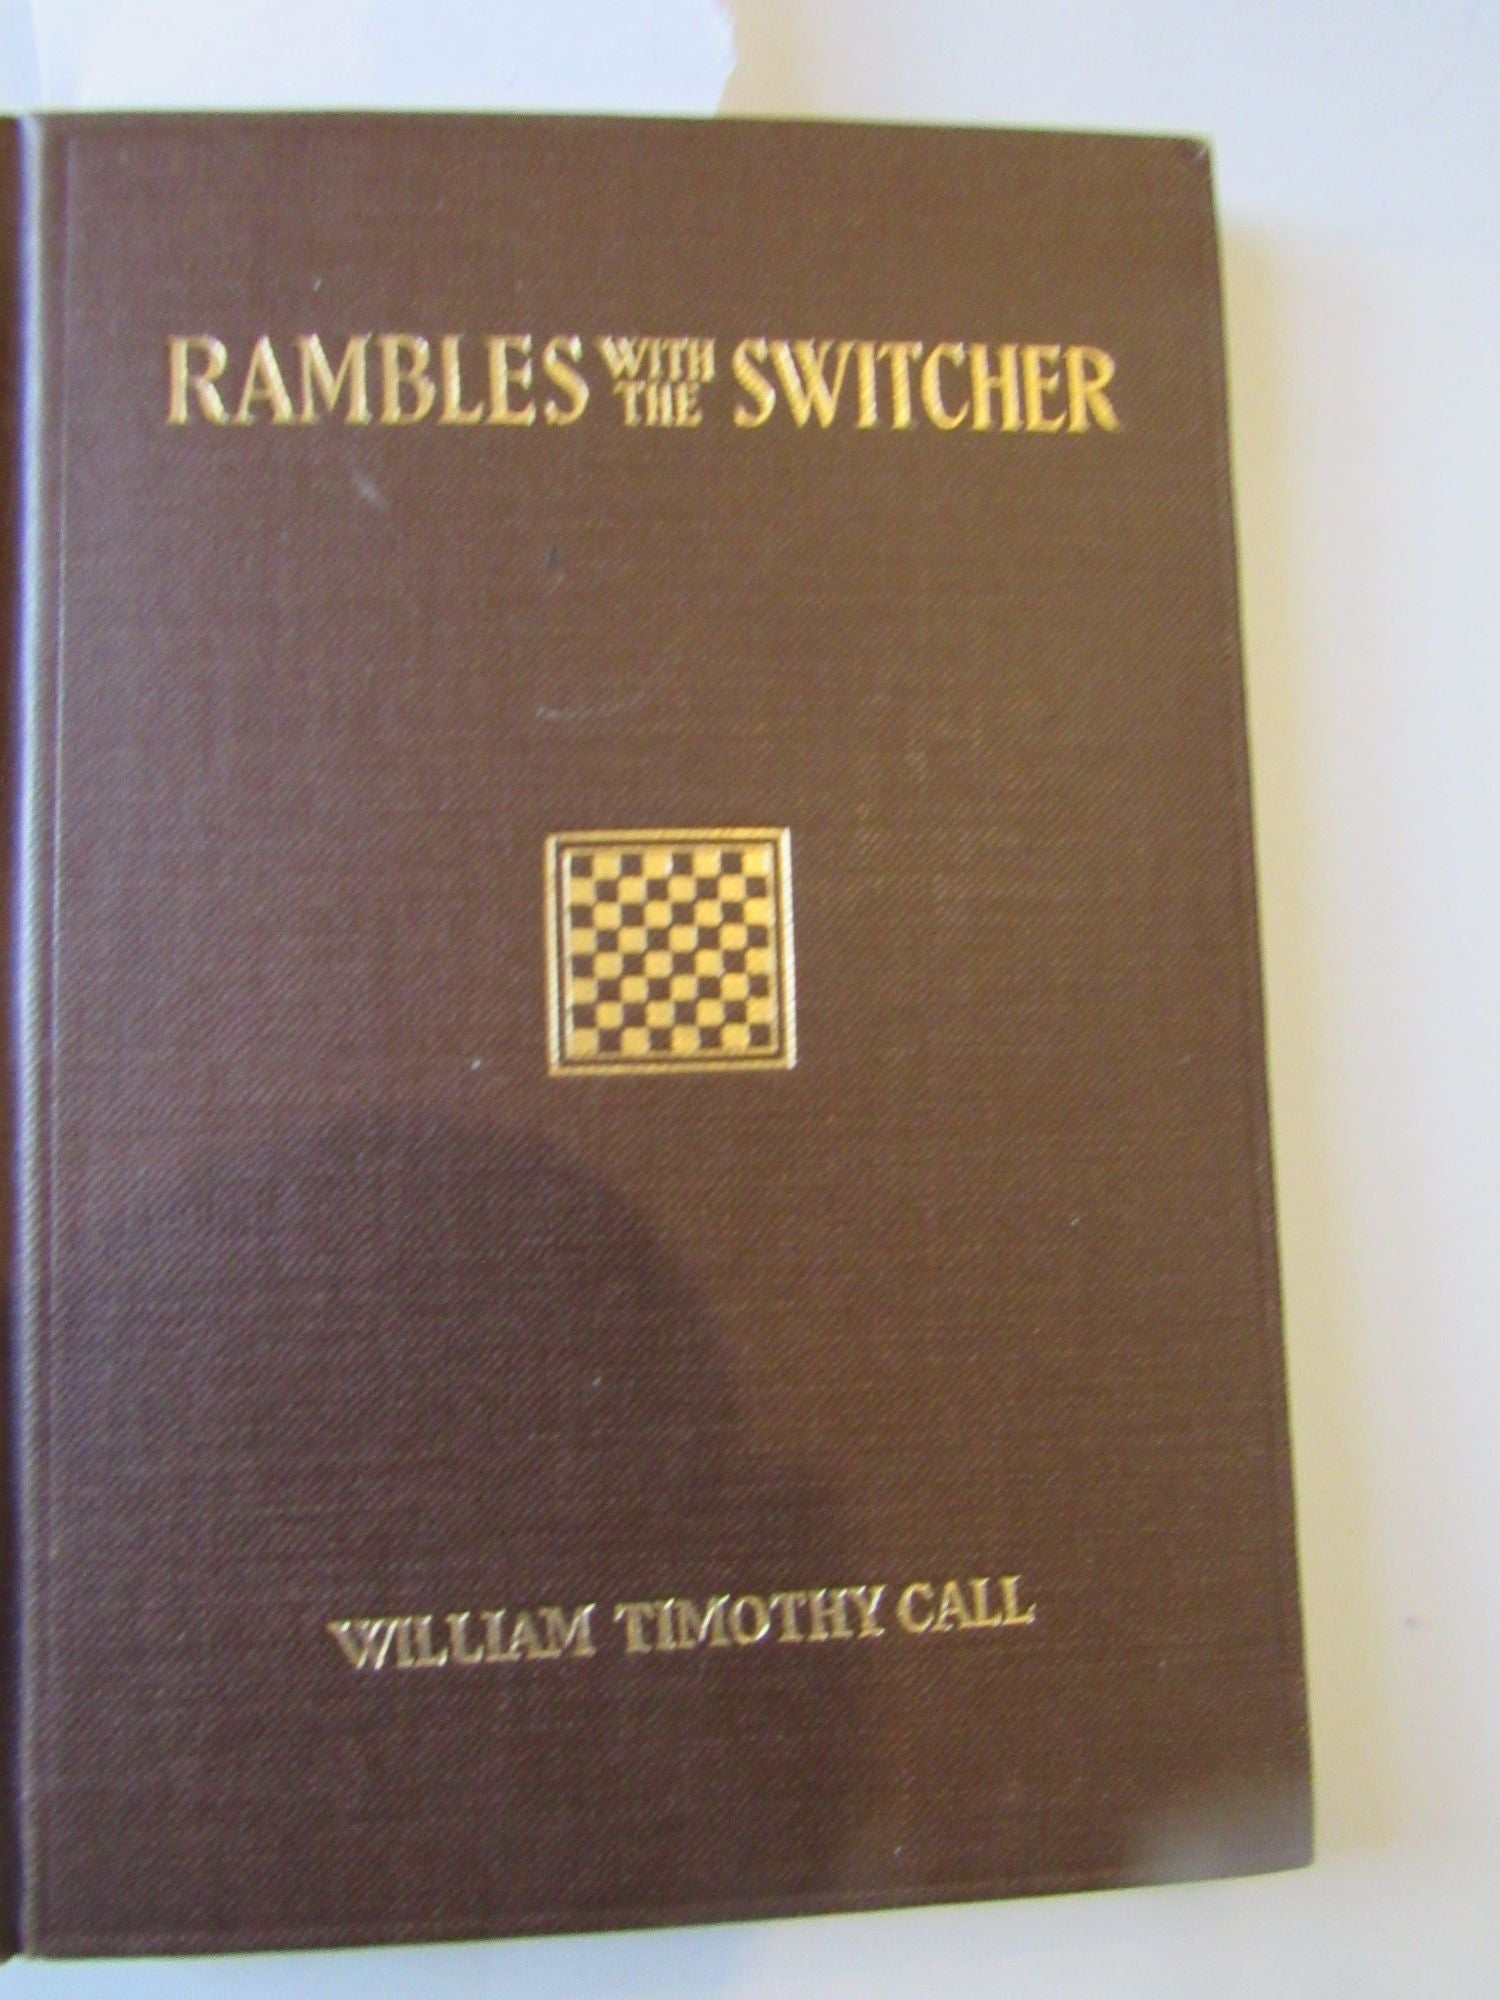 RAMBLES WITH THE SWITCHER
WILLIAM TIMOTHY CALL